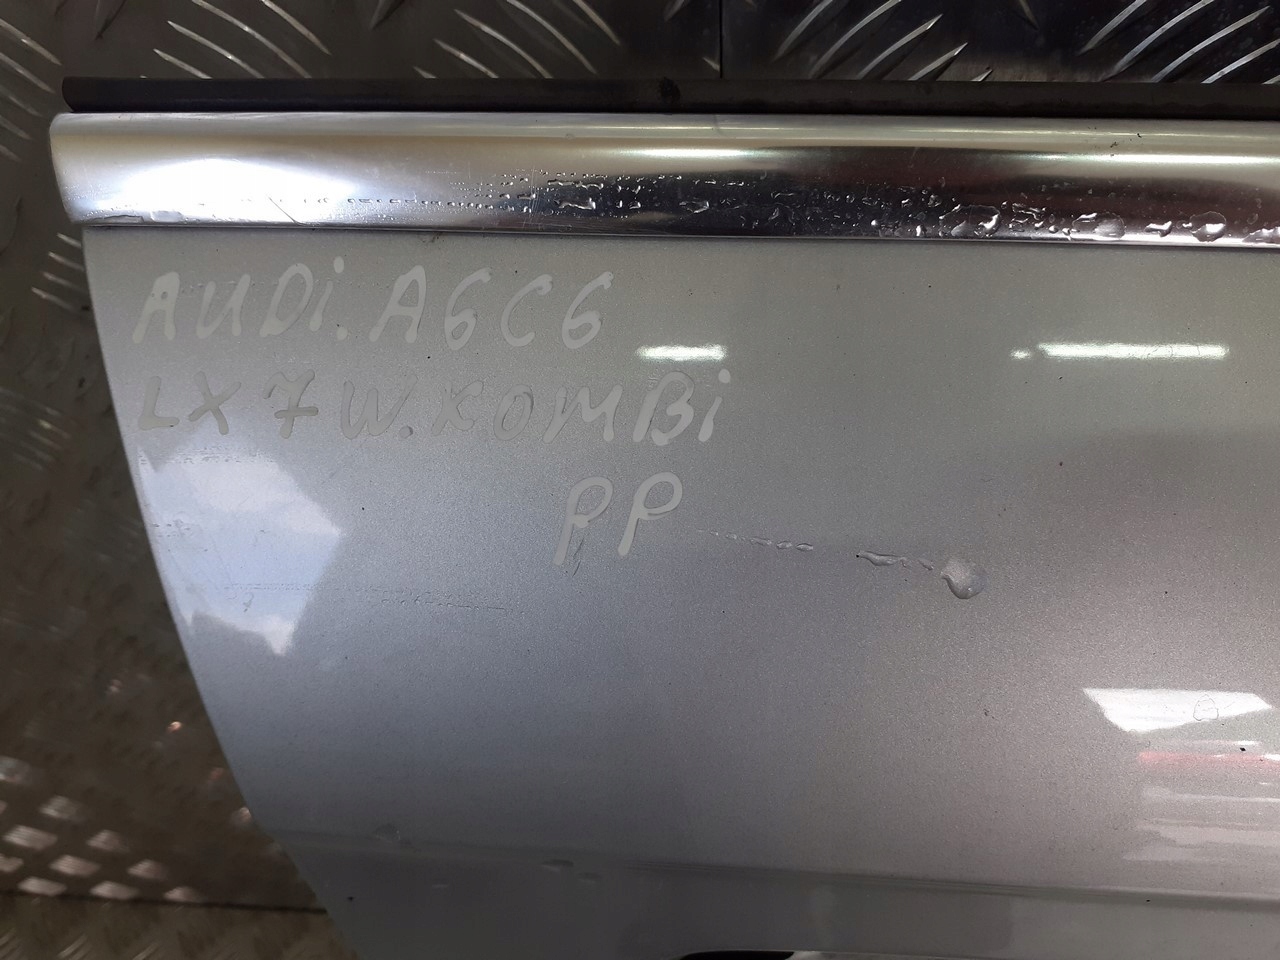 AUDi. A6C6
LX7W. KOMBi
PP